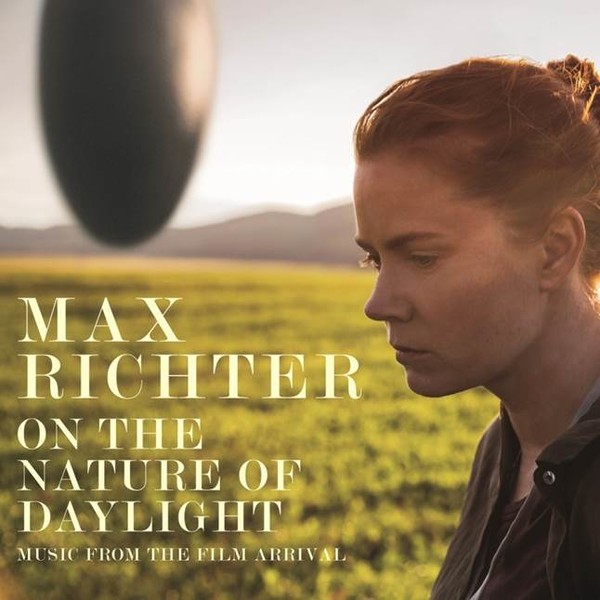 MAX
RICHTER
ON THE
NATURE OF
DAYLIGHT
MUSIC FROM THE FILM ARRIVAL